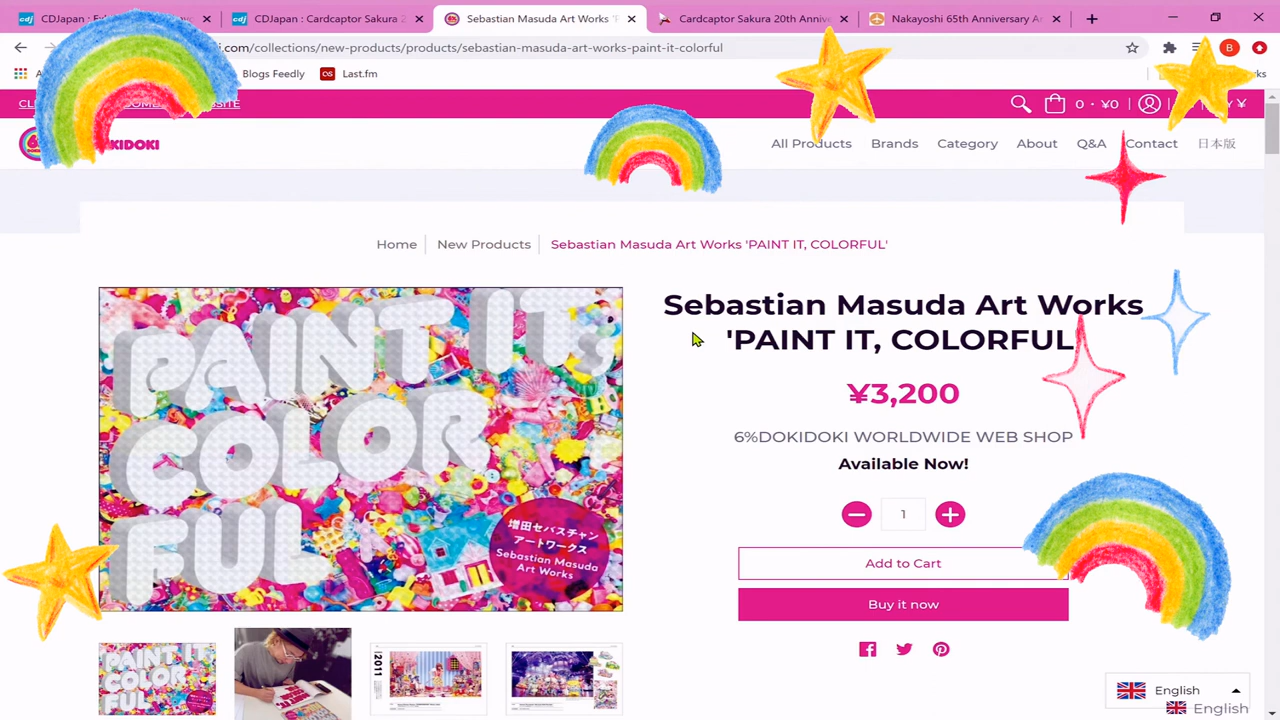 CDJapan :
CDJapan : Cardcaptor Sakura 2
Sebastian Masuda Art Works 'P
Cardcaptor Sakura 20th Annive
Nakayoshi 65th Anniversary Ar
.com/collections/new-products/products/sebastian-masuda-art-works-paint-it-colorful
B
Blogs Feedly
Last.fm
0 · ¥0
¥
KIDOKI
All Products
Brands
Category
About
Q&A
Contact
日本版
Home
New Products
Sebastian Masuda Art Works 'PAINT IT, COLORFUL'
PAINT IT,
COLOR
FUL
増田セバスチャン
アートワークス
Sebastian Masuda
Art Works
Sebastian Masuda Art Works
'PAINT IT, COLORFUL
¥3,200
6%DOKIDOKI WORLDWIDE WEB SHOP
Available Now!
1
Add to Cart
Buy it now
PAINT IT,
COLOR
FUL
2011
English
English